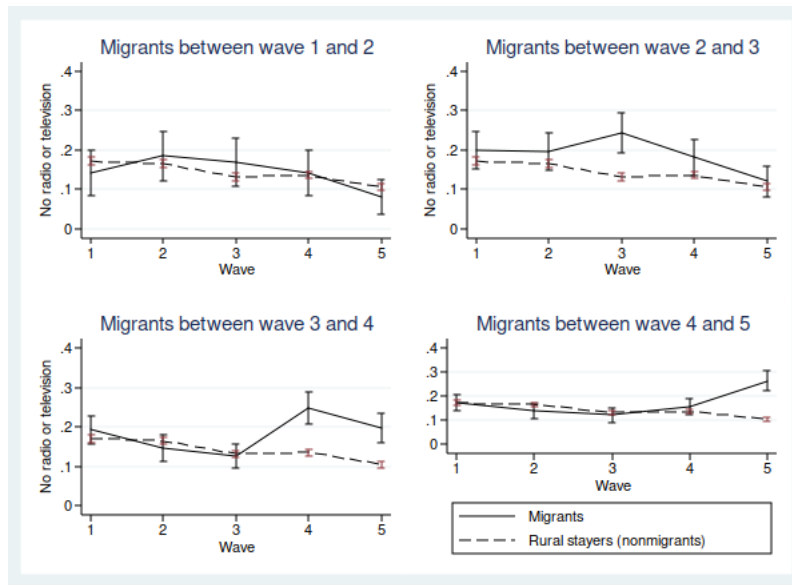 Migrants between wave 1 and 2
No radio or television
.4
.3
.2
.1
0
1 2 3 4 5
Wave
Migrants between wave 2 and 3
No radio or television
.4
.3
.2
.1
0
1 2 3 4 5
Wave
Migrants between wave 3 and 4
No radio or television
.4
.3
.2
.1
0
1 2 3 4 5
Wave
Migrants between wave 4 and 5
.4
.3
.2
.1
0
1 2 3 4 5
Wave
Migrants
Rural stayers (nonmigrants)